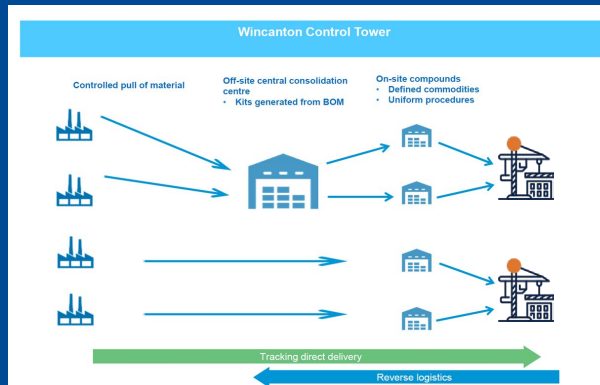 Wincanton Control Tower
Controlled pull of material
Off-site central consolidation
centre
• Kits generated from BOM
On-site compounds
• Defined commodities
• Uniform procedures
Tracking direct delivery
Reverse logistics